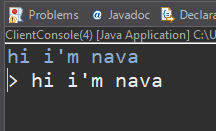 Problems @ Javadoc Declara
ClientConsole(4) [Java Application] C:\U
hi i'm nava
> hi i'm nava